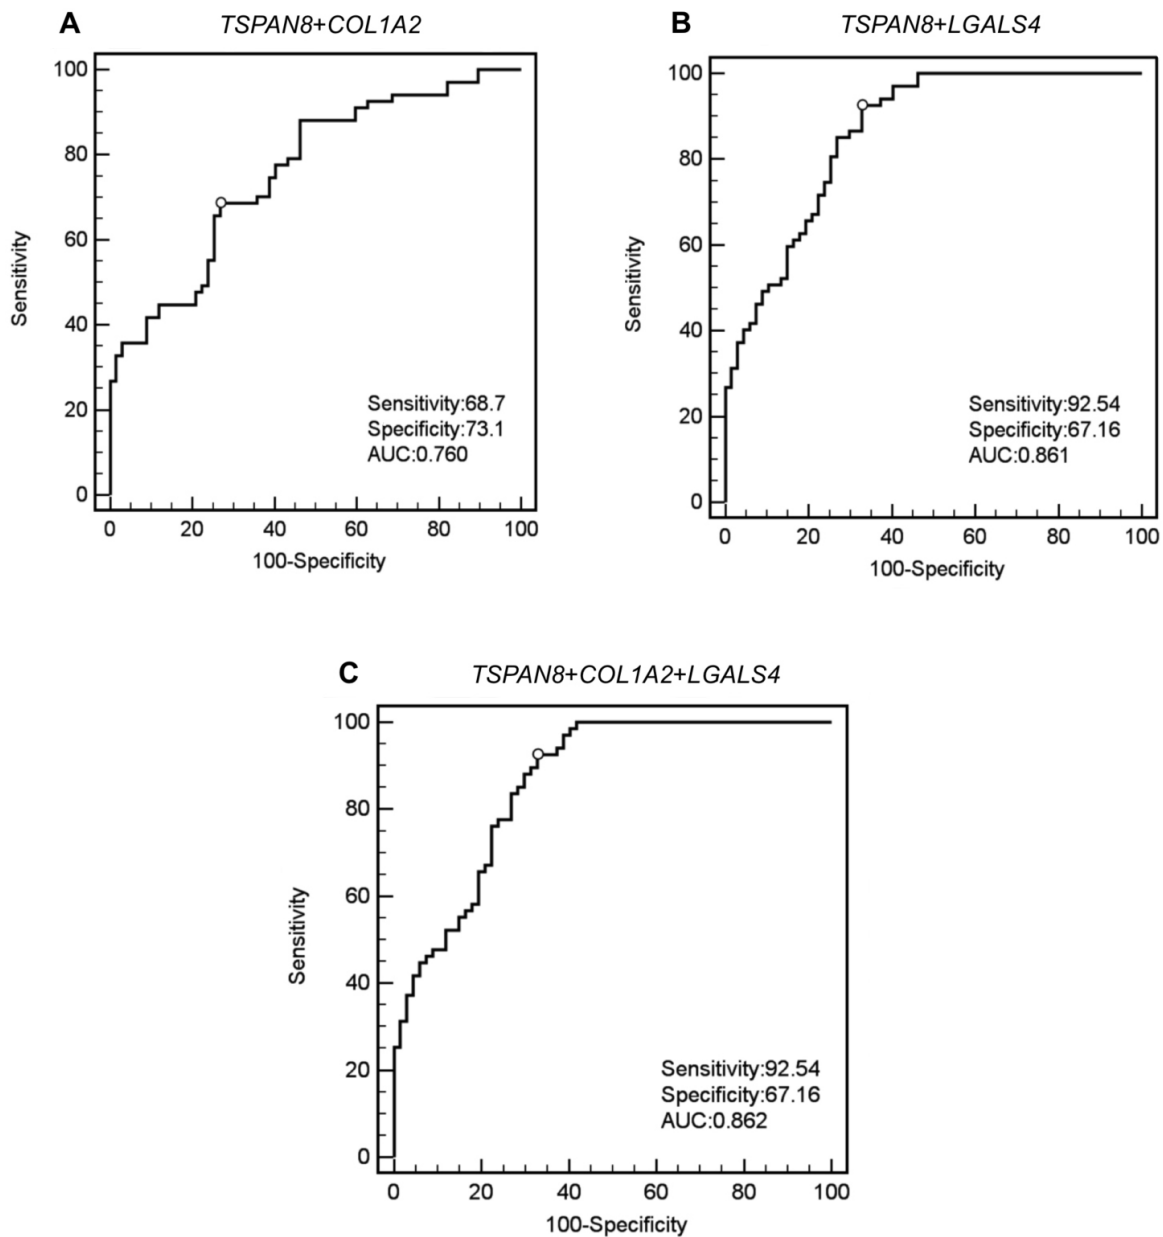 A
TSPAN8+COL1A2
100
80
60
40
20
0
Sensitivity
Sensitivity:68.7
Specificity:73.1
AUC:0.760
0 20 40 60 80 100
100-Specificity
B
TSPAN8+LGALS4
100
80
60
40
20
0
Sensitivity
Sensitivity:92.54
Specificity:67.16
AUC:0.861
0 20 40 60 80 100
100-Specificity
C
TSPAN8+COL1A2+LGALS4
100
80
60
40
20
0
Sensitivity
Sensitivity:92.54
Specificity:67.16
AUC:0.862
0 20 40 60 80 100
100-Specificity